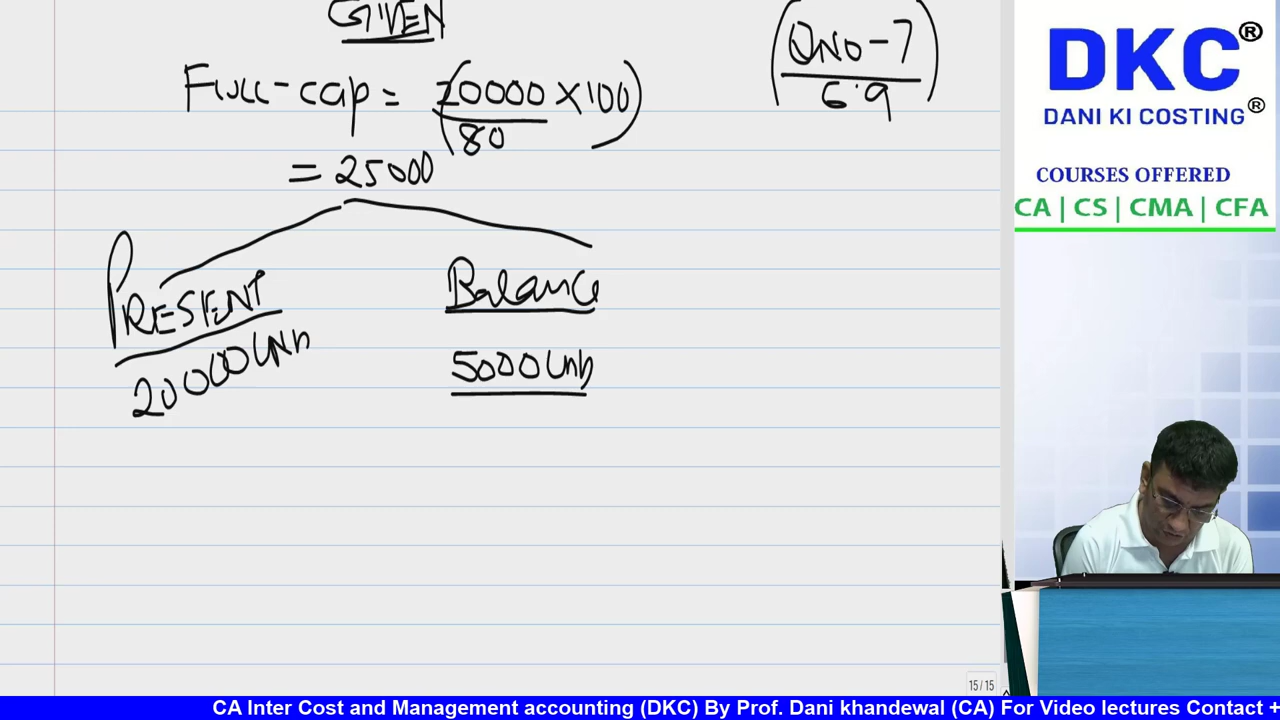 GIVEN
(QNO-7
6.9)
Full-cap = (20000 × 100)
80
= 25000
PRESENT
Balance
20000 Units
5000 Units
15/15
DKC®
DANI KI COSTING®
COURSES OFFERED
CA | CS | CMA | CFA
CA Inter Cost and Management accounting (DKC) By Prof. Dani khandewal (CA) For Video lectures Contact +